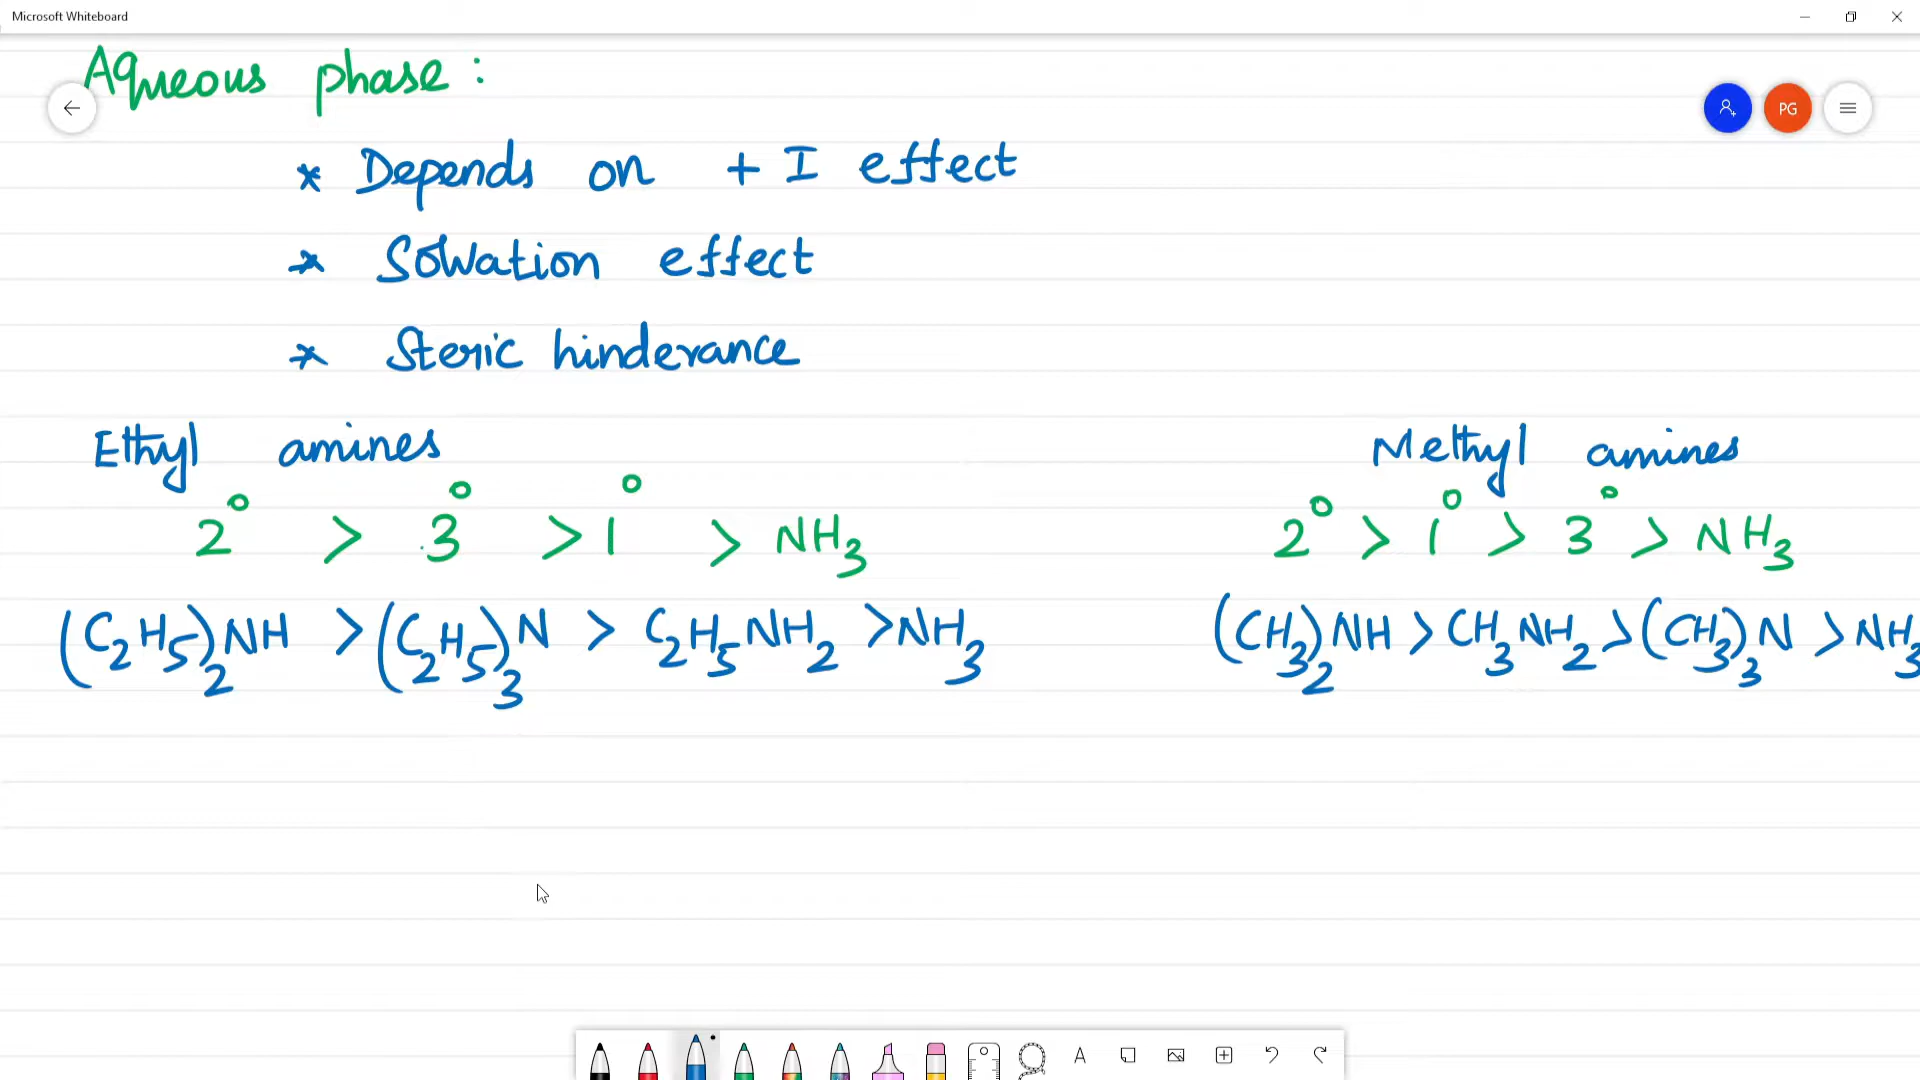 Microsoft Whiteboard
Aqueous phase :
PG
* Depends on + I effect
* Solvation effect
* Steric hinderance
Ethyl amines
2° > 3° > 1° > NH₃
(C₂H₅)₂NH > (C₂H₅)₃N > C₂H₅NH₂ > NH₃
Methyl amines
2° > 1° > 3° > NH₃
(CH₃)₂NH > CH₃NH₂ > (CH₃)₃N > NH₃
A